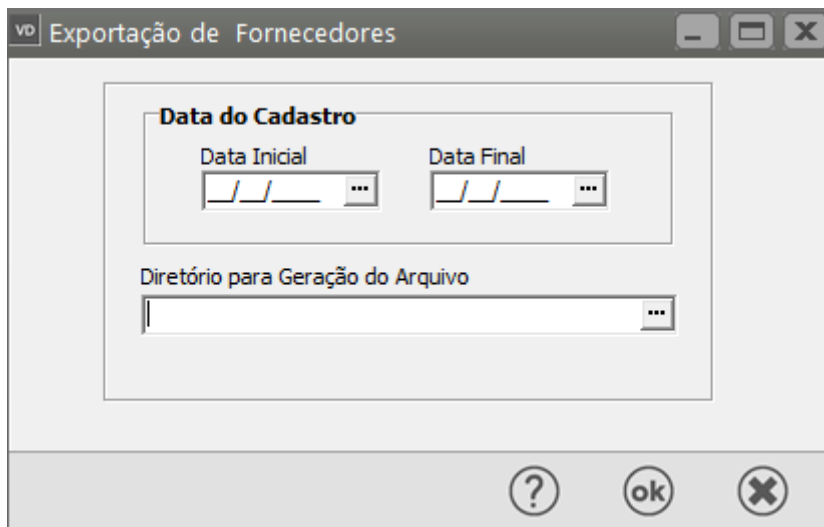 VD Exportação de Fornecedores
Data do Cadastro
Data Inicial Data Final
__/__/____ ... __/__/____ ...
Diretório para Geração do Arquivo
...
? ok